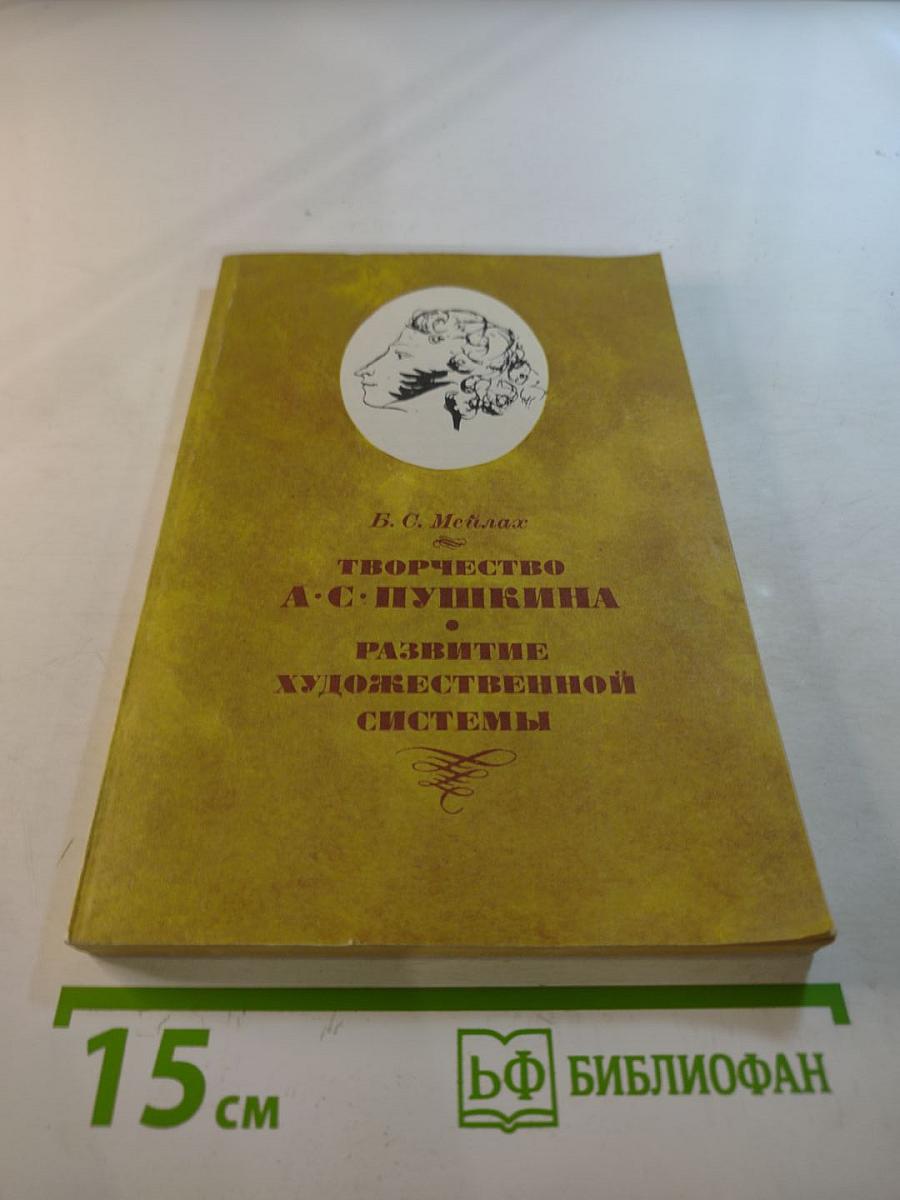 Б. С. Мейлах
ТВОРЧЕСТВО
А·С·ПУШКИНА
•
РАЗВИТИЕ
ХУДОЖЕСТВЕННОЙ
СИСТЕМЫ
15 см
ЬФ БИБЛИОФАН